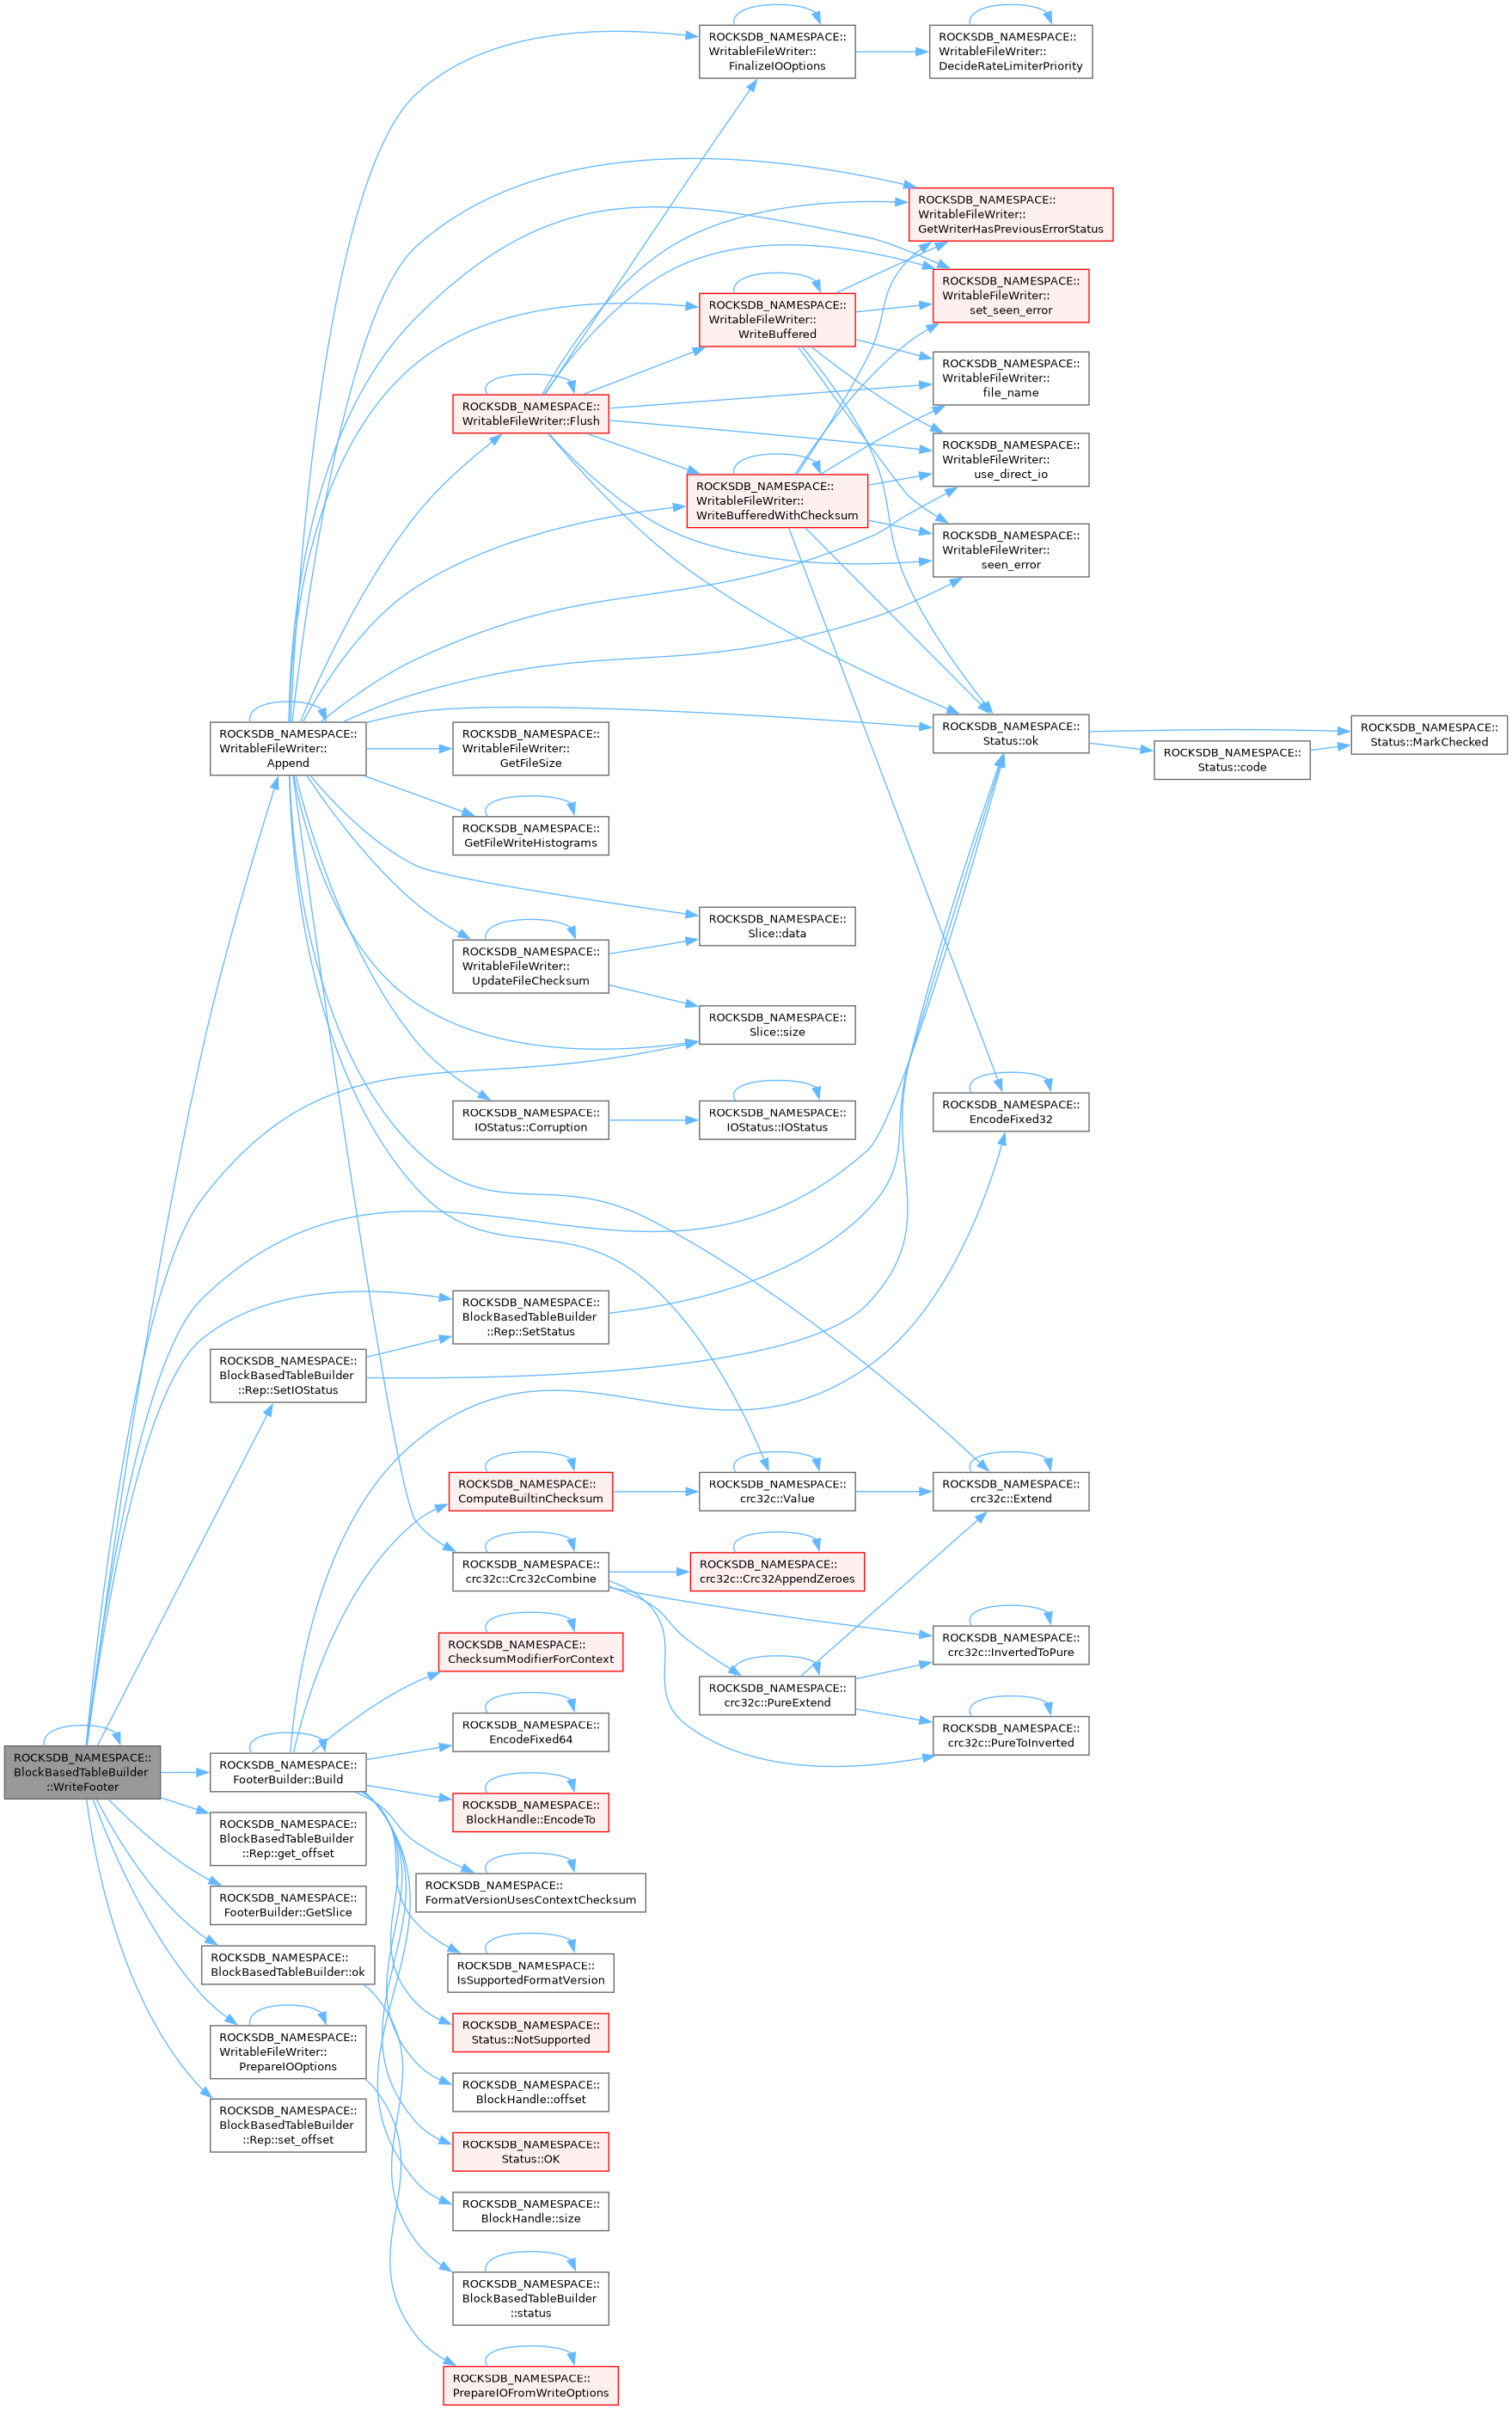 ROCKSDB_NAMESPACE::
WritableFileWriter::
FinalizeIOOptions
ROCKSDB_NAMESPACE::
WritableFileWriter::
DecideRateLimiterPriority
ROCKSDB_NAMESPACE::
WritableFileWriter::
GetWriterHasPreviousErrorStatus
ROCKSDB_NAMESPACE::
WritableFileWriter::
set_seen_error
ROCKSDB_NAMESPACE::
WritableFileWriter::
WriteBuffered
ROCKSDB_NAMESPACE::
WritableFileWriter::
file_name
ROCKSDB_NAMESPACE::
WritableFileWriter::Flush
ROCKSDB_NAMESPACE::
WritableFileWriter::
use_direct_io
ROCKSDB_NAMESPACE::
WritableFileWriter::
WriteBufferedWithChecksum
ROCKSDB_NAMESPACE::
WritableFileWriter::
seen_error
ROCKSDB_NAMESPACE::
WritableFileWriter::
Append
ROCKSDB_NAMESPACE::
WritableFileWriter::
GetFileSize
ROCKSDB_NAMESPACE::
Status::ok
ROCKSDB_NAMESPACE::
Status::code
ROCKSDB_NAMESPACE::
Status::MarkChecked
ROCKSDB_NAMESPACE::
GetFileWriteHistograms
ROCKSDB_NAMESPACE::
Slice::data
ROCKSDB_NAMESPACE::
WritableFileWriter::
UpdateFileChecksum
ROCKSDB_NAMESPACE::
Slice::size
ROCKSDB_NAMESPACE::
IOStatus::Corruption
ROCKSDB_NAMESPACE::
IOStatus::IOStatus
ROCKSDB_NAMESPACE::
EncodeFixed32
ROCKSDB_NAMESPACE::
BlockBasedTableBuilder
::Rep::SetStatus
ROCKSDB_NAMESPACE::
BlockBasedTableBuilder
::Rep::SetIOStatus
ROCKSDB_NAMESPACE::
ComputeBuiltinChecksum
ROCKSDB_NAMESPACE::
crc32c::Value
ROCKSDB_NAMESPACE::
crc32c::Extend
ROCKSDB_NAMESPACE::
crc32c::Crc32cCombine
ROCKSDB_NAMESPACE::
crc32c::Crc32AppendZeroes
ROCKSDB_NAMESPACE::
ChecksumModifierForContext
ROCKSDB_NAMESPACE::
crc32c::InvertedToPure
ROCKSDB_NAMESPACE::
crc32c::PureExtend
ROCKSDB_NAMESPACE::
EncodeFixed64
ROCKSDB_NAMESPACE::
crc32c::PureToInverted
ROCKSDB_NAMESPACE::
BlockBasedTableBuilder
::WriteFooter
ROCKSDB_NAMESPACE::
FooterBuilder::Build
ROCKSDB_NAMESPACE::
BlockHandle::EncodeTo
ROCKSDB_NAMESPACE::
BlockBasedTableBuilder
::Rep::get_offset
ROCKSDB_NAMESPACE::
FormatVersionUsesContextChecksum
ROCKSDB_NAMESPACE::
FooterBuilder::GetSlice
ROCKSDB_NAMESPACE::
BlockBasedTableBuilder::ok
ROCKSDB_NAMESPACE::
IsSupportedFormatVersion
ROCKSDB_NAMESPACE::
WritableFileWriter::
PrepareIOOptions
ROCKSDB_NAMESPACE::
Status::NotSupported
ROCKSDB_NAMESPACE::
BlockHandle::offset
ROCKSDB_NAMESPACE::
BlockBasedTableBuilder
::Rep::set_offset
ROCKSDB_NAMESPACE::
Status::OK
ROCKSDB_NAMESPACE::
BlockHandle::size
ROCKSDB_NAMESPACE::
BlockBasedTableBuilder
::status
ROCKSDB_NAMESPACE::
PrepareIOFromWriteOptions